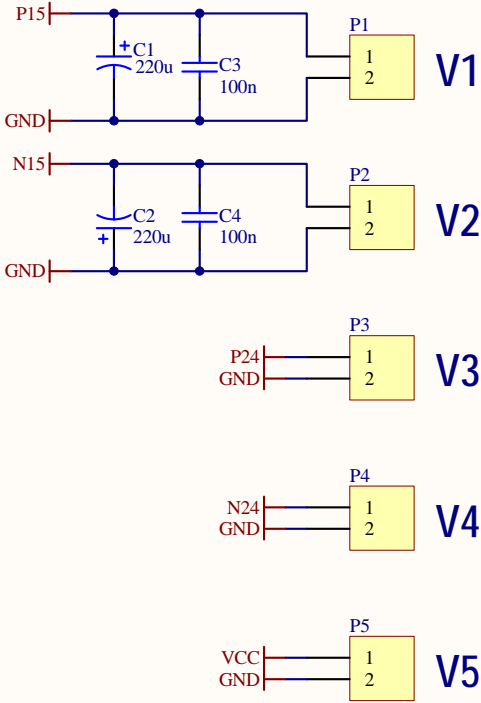 P15
P1
+
C1
220u
C3
100n
1
2
V1
GND
N15
P2
C2
220u
+
C4
100n
1
2
V2
GND
P3
P24
GND
1
2
V3
P4
N24
GND
1
2
V4
P5
VCC
GND
1
2
V5